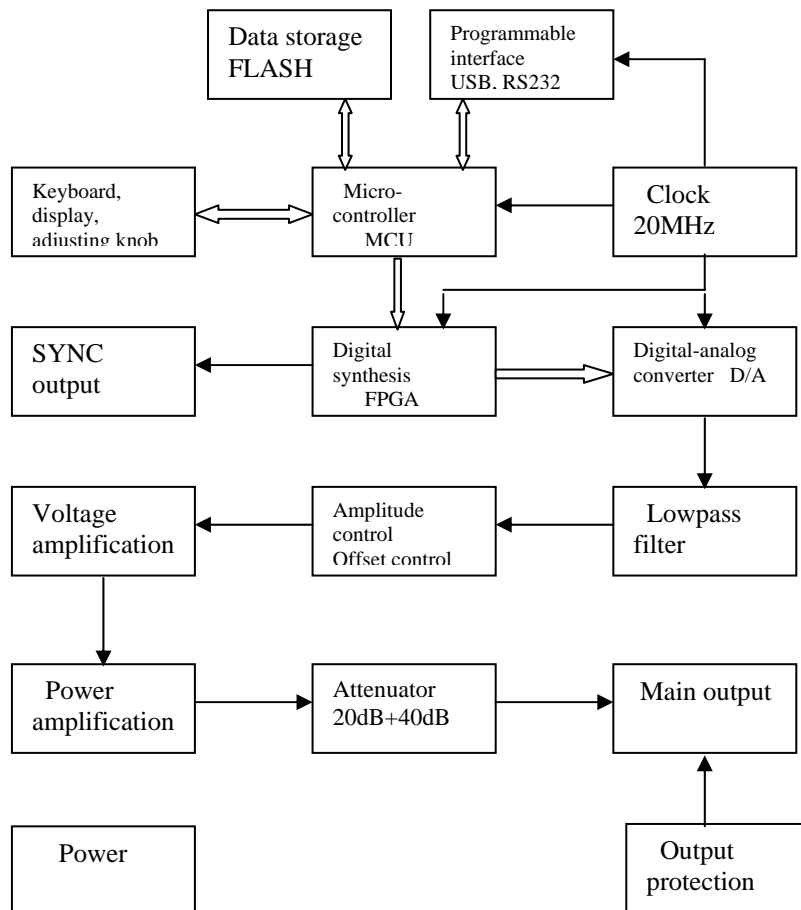 Data storage
FLASH
Programmable
interface
USB, RS232
Keyboard,
display,
adjusting knob
Micro-
controller
MCU
Clock
20MHz
SYNC
output
Digital
synthesis
FPGA
Digital-analog
converter D/A
Voltage
amplification
Amplitude
control
Offset control
Lowpass
filter
Power
amplification
Attenuator
20dB+40dB
Main output
Power
Output
protection